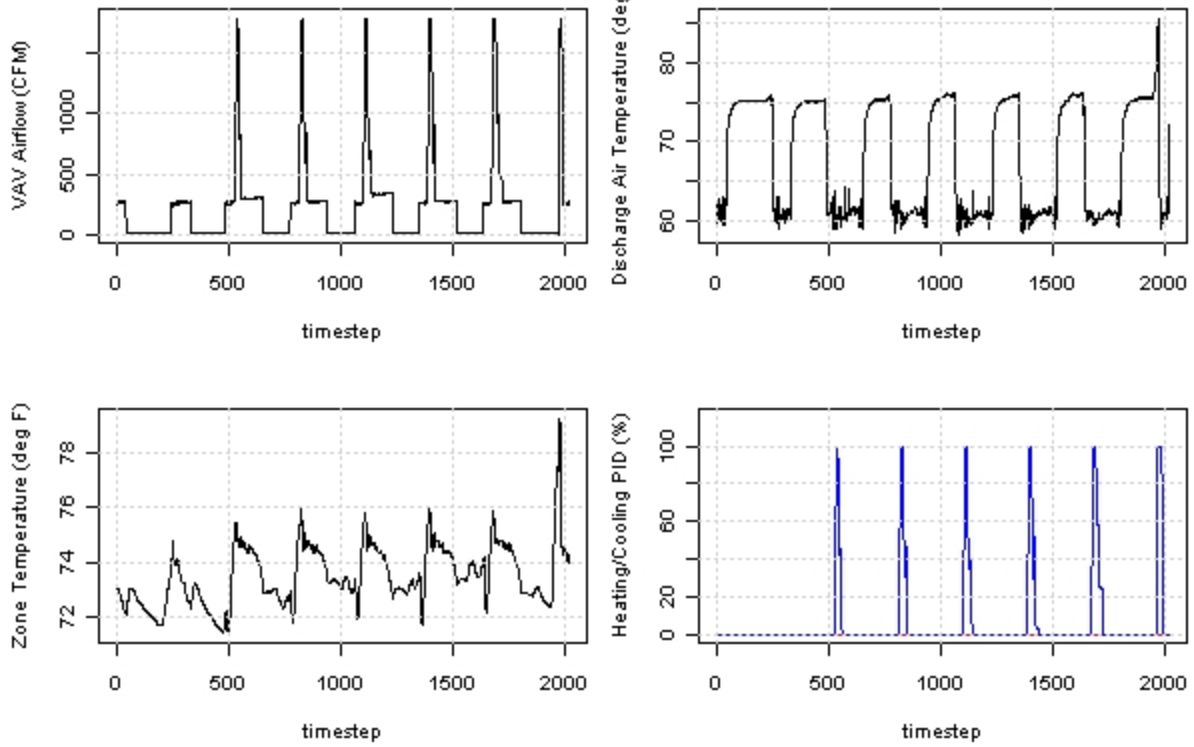 VAV Airflow (CFM)
0 500 1000
0 500 1000 1500 2000
timestep
Discharge Air Temperature (deg
60 70 80
0 500 1000 1500 2000
timestep
Zone Temperature (deg F)
72 74 76 78
0 500 1000 1500 2000
timestep
Heating/Cooling PID (%)
0 20 60 100
0 500 1000 1500 2000
timestep